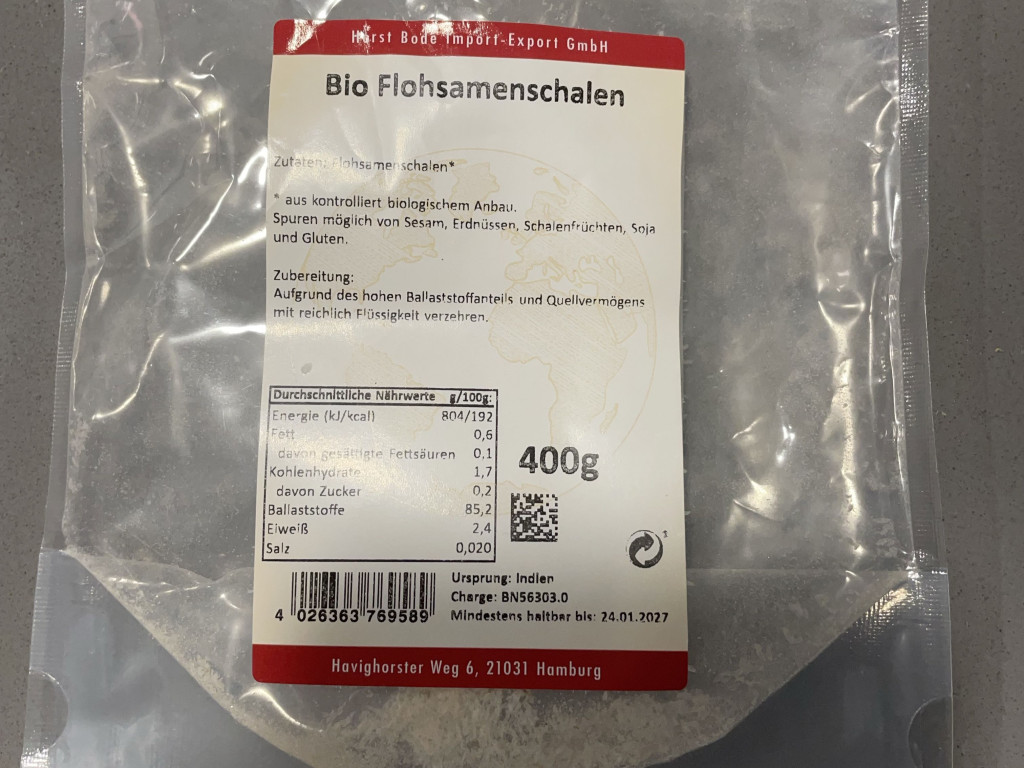 Horst Bode Import-Export GmbH
Bio Flohsamenschalen
Zutaten: Flohsamenschalen*
* aus kontrolliert biologischem Anbau.
Spuren möglich von Sesam, Erdnüssen, Schalenfrüchten, Soja
und Gluten.
Zubereitung:
Aufgrund des hohen Ballaststoffanteils und Quellvermögens
mit reichlich Flüssigkeit verzehren.
Durchschnittliche Nährwerte g/100g:
Energie (kJ/kcal) 804/192
Fett 0,6
davon gesättigte Fettsäuren 0,1
Kohlenhydrate 1,7
davon Zucker 0,2
Ballaststoffe 85,2
Eiweiß 2,4
Salz 0,020
400g
1
4 026363 769589
Ursprung: Indien
Charge: BN56303.0
Mindestens haltbar bis: 24.01.2027
Havighorster Weg 6, 21031 Hamburg